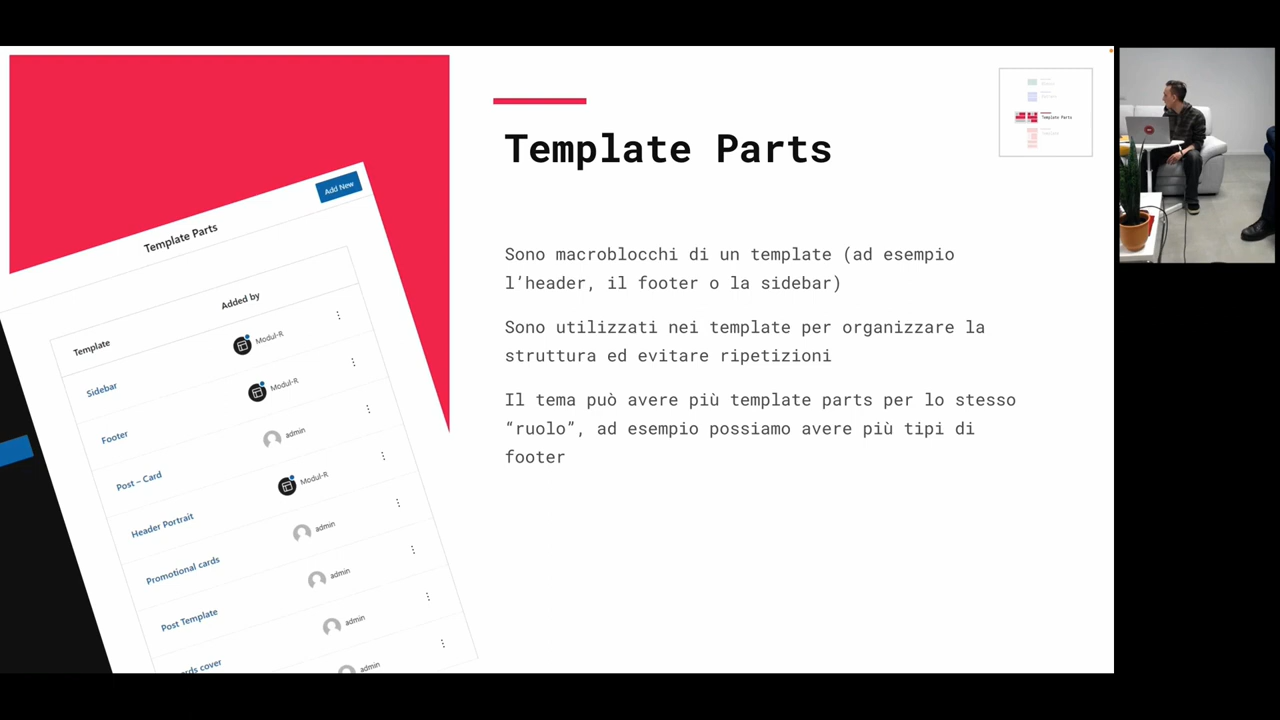 Template Parts
Sono macroblocchi di un template (ad esempio
l’header, il footer o la sidebar)
Sono utilizzati nei template per organizzare la
struttura ed evitare ripetizioni
Il tema può avere più template parts per lo stesso
“ruolo”, ad esempio possiamo avere più tipi di
footer
Template Parts
Add New
Template Parts
Template
Added by
Sidebar
Modul-R
Footer
Modul-R
Post – Card
admin
Header Portrait
Modul-R
Promotional cards
admin
Post Template
admin
cover
admin
admin